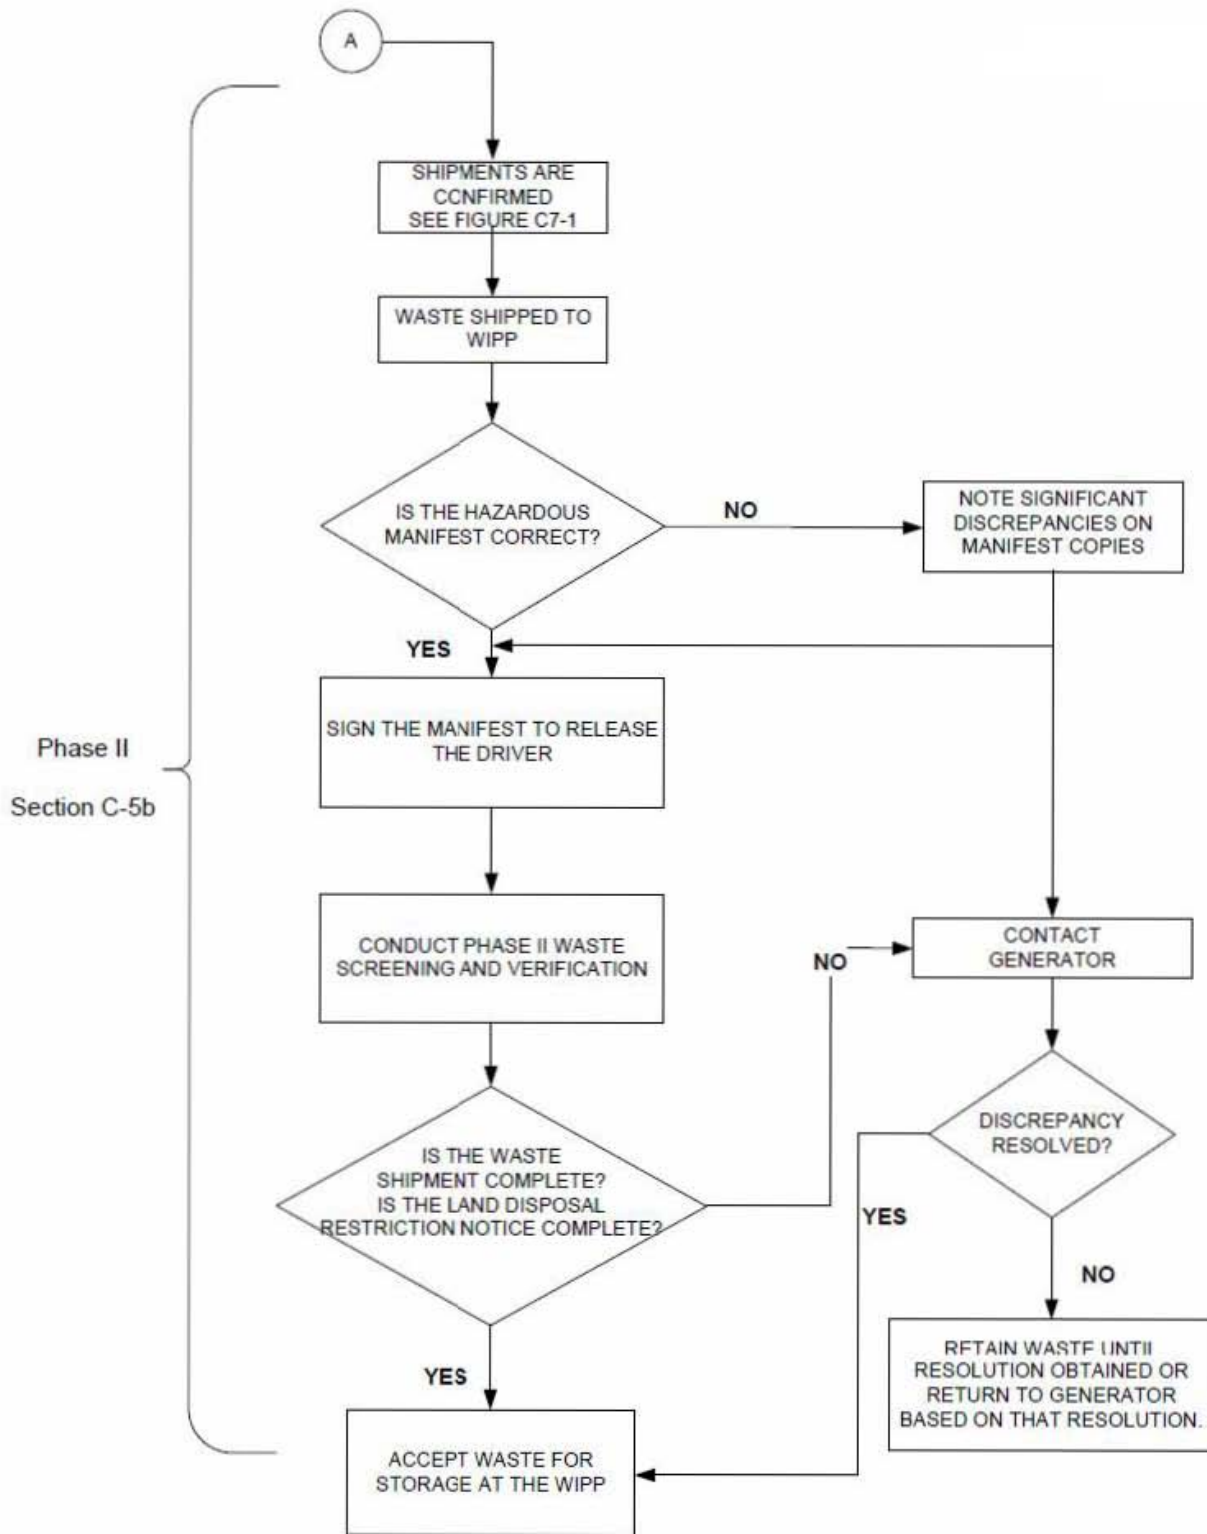 A
SHIPMENTS ARE
CONFIRMED
SEE FIGURE C7-1
WASTE SHIPPED TO
WIPP
IS THE HAZARDOUS
MANIFEST CORRECT?
NO
NOTE SIGNIFICANT
DISCREPANCIES ON
MANIFEST COPIES
YES
SIGN THE MANIFEST TO RELEASE
THE DRIVER
Phase II
Section C-5b
CONDUCT PHASE II WASTE
SCREENING AND VERIFICATION
NO
CONTACT
GENERATOR
IS THE WASTE
SHIPMENT COMPLETE?
IS THE LAND DISPOSAL
RESTRICTION NOTICE COMPLETE?
DISCREPANCY
RESOLVED?
YES
NO
RETAIN WASTE UNTIL
RESOLUTION OBTAINED OR
RETURN TO GENERATOR
BASED ON THAT RESOLUTION.
YES
ACCEPT WASTE FOR
STORAGE AT THE WIPP